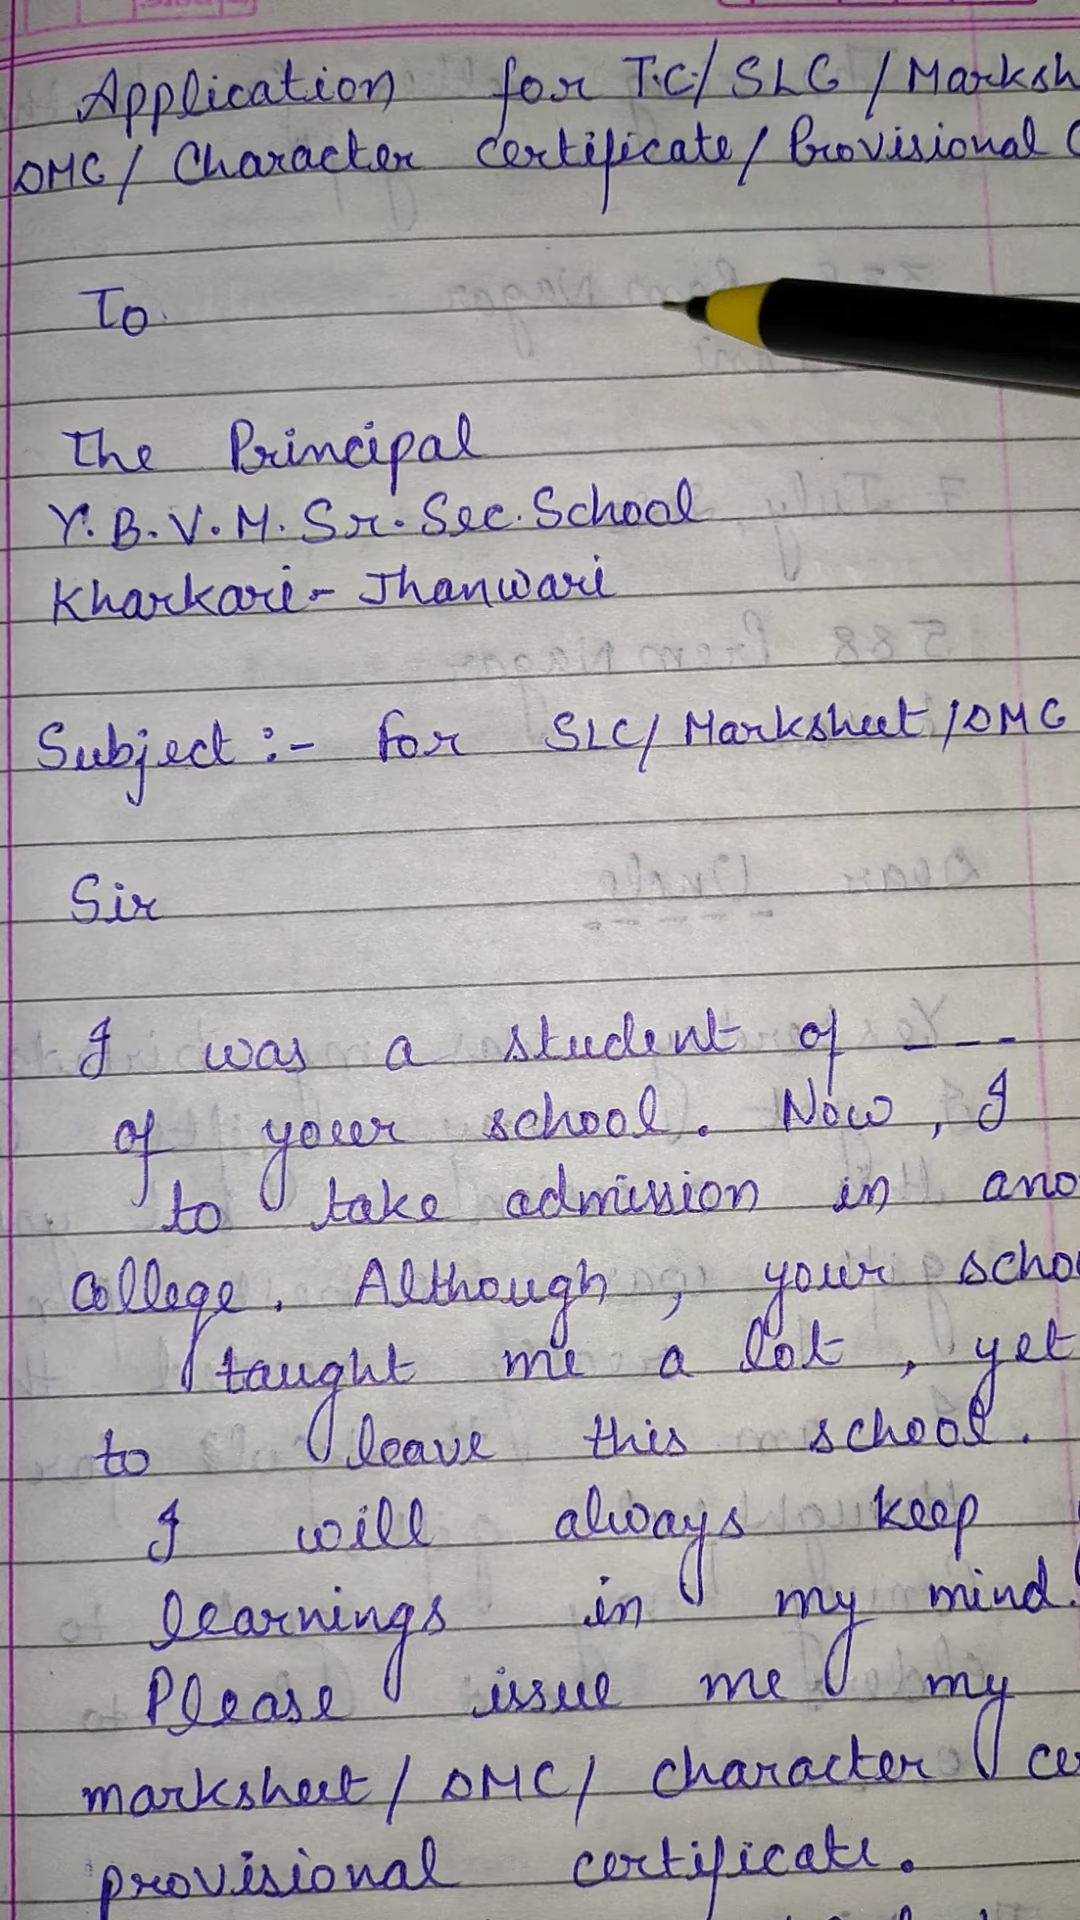 Application for T.C/ SLC / Marksh
DMC / Character certificate / Provisional C
To
The Principal
Y.B.V.M. Sr. Sec. School
Kharkari - Jhanwari
Subject :- for SLC/ Marksheet / DMC
Sir
I was a student of ---
of your school. Now, I
to take admission in ano
college. Although, your scho
taught me a lot, yet
to leave this school.
I will always keep
learnings in my mind.
Please issue me my
marksheet / DMC / character ce
provisional certificate.